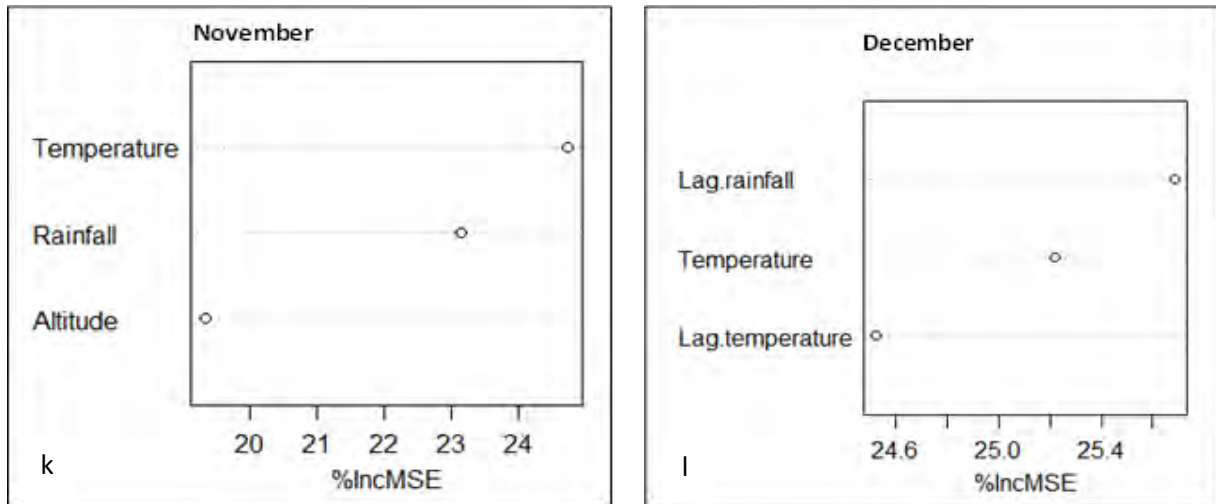 November
Temperature
Rainfall
Altitude
20 21 22 23 24
%IncMSE
k
December
Lag.rainfall
Temperature
Lag.temperature
24.6 25.0 25.4
%IncMSE
l